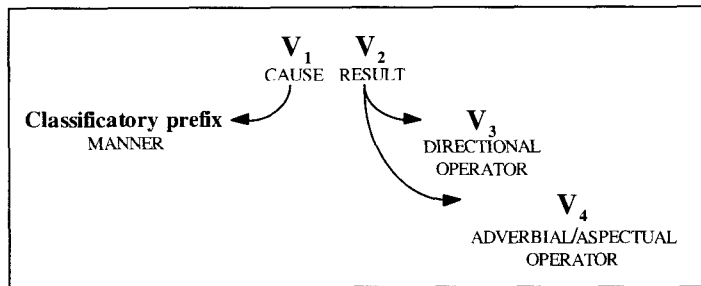 V1 V2
CAUSE RESULT
Classificatory prefix
MANNER
V3
DIRECTIONAL
OPERATOR
V4
ADVERBIAL/ASPECTUAL
OPERATOR